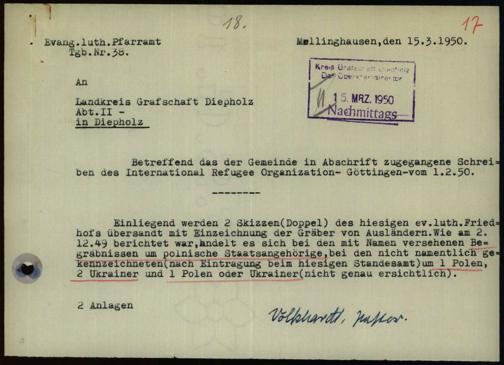 18.
17
Evang.luth.Pfarramt
Tgb.Nr.38.
Mellinghausen,den 15.3.1950.
An
Landkreis Grafschaft Diepholz
Abt.II -
in Diepholz
Kreis Grafschaft Diepholz
Der Oberkreisdirektor
15. MRZ. 1950
Nachmittags
Betreffend das der Gemeinde in Abschrift zugegangene Schrei=
ben des International Refugee Organization- Göttingen-vom 1.2.50.
--------
Einliegend werden 2 Skizzen(Doppel) des hiesigen ev.luth.Fried=
hofs übersandt mit Einzeichnung der Gräber von Ausländern.Wie am 2.
12.49 berichtet war,andelt es sich bei den mit Namen versehenen Be=
gräbnissen um polnische Staatsangehörige,bei den nicht namentlich ge=
kennzeichneten(nach Eintragung beim hiesigen Standesamt)um 1 Polen,
2 Ukrainer und 1 Polen oder Ukrainer(nicht genau ersichtlich).
2 Anlagen
Volkhardt, Pastor.